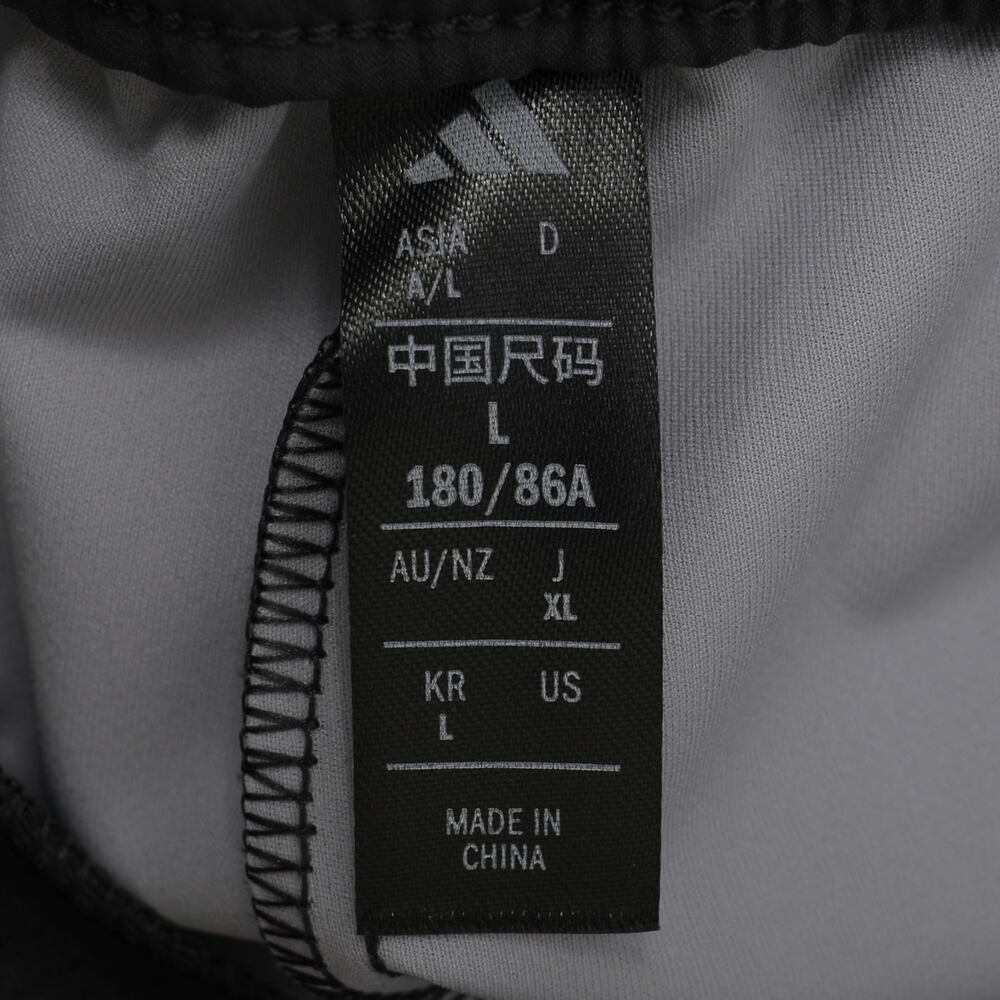 ASIA D
A/L
中国尺码
L
180/86A
AU/NZ J
XL
KR US
L
MADE IN
CHINA